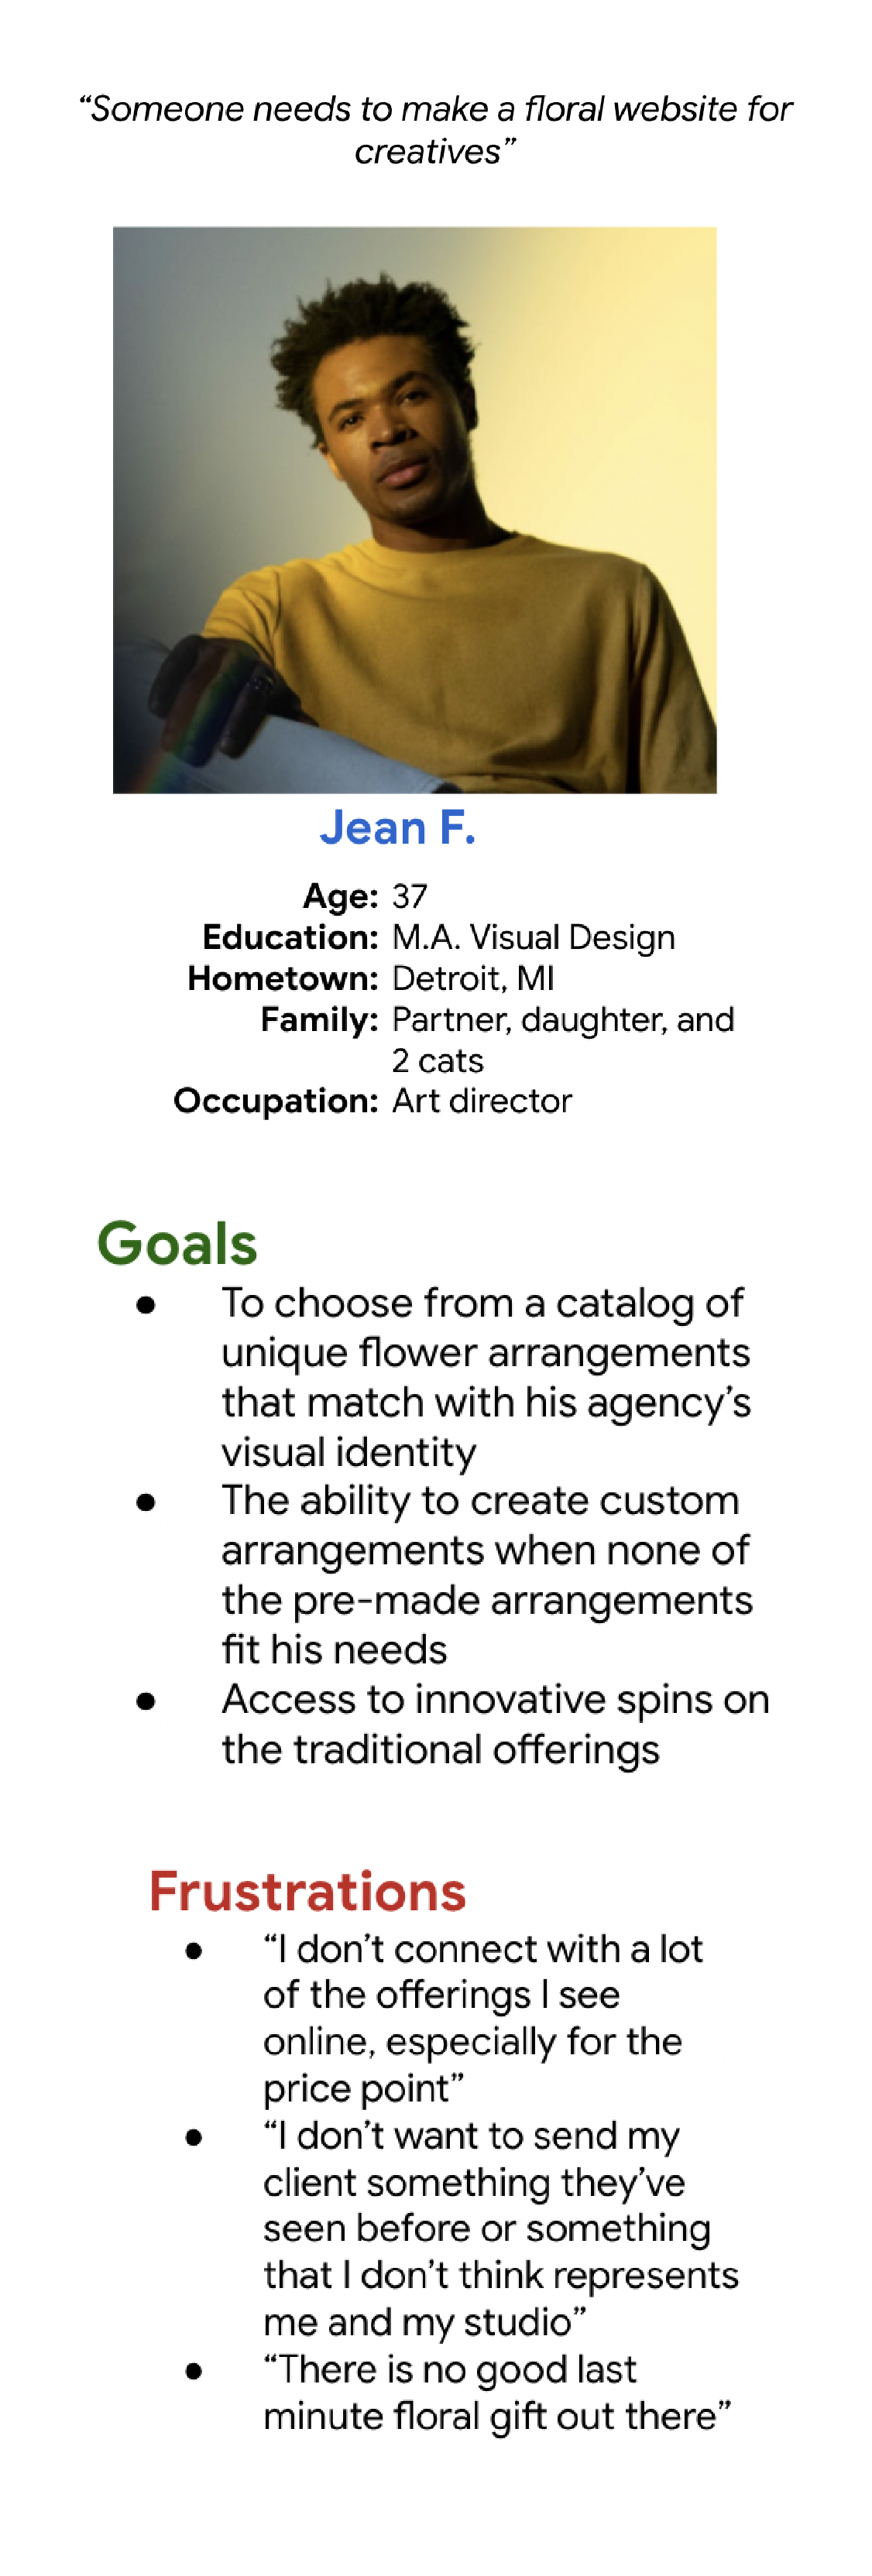 “Someone needs to make a floral website for
creatives”
Jean F.
Age: 37
Education: M.A. Visual Design
Hometown: Detroit, MI
Family: Partner, daughter, and
2 cats
Occupation: Art director
Goals
● To choose from a catalog of
unique flower arrangements
that match with his agency’s
visual identity
● The ability to create custom
arrangements when none of
the pre-made arrangements
fit his needs
● Access to innovative spins on
the traditional offerings
Frustrations
● “I don’t connect with a lot
of the offerings I see
online, especially for the
price point”
● “I don’t want to send my
client something they’ve
seen before or something
that I don’t think represents
me and my studio”
● “There is no good last
minute floral gift out there”